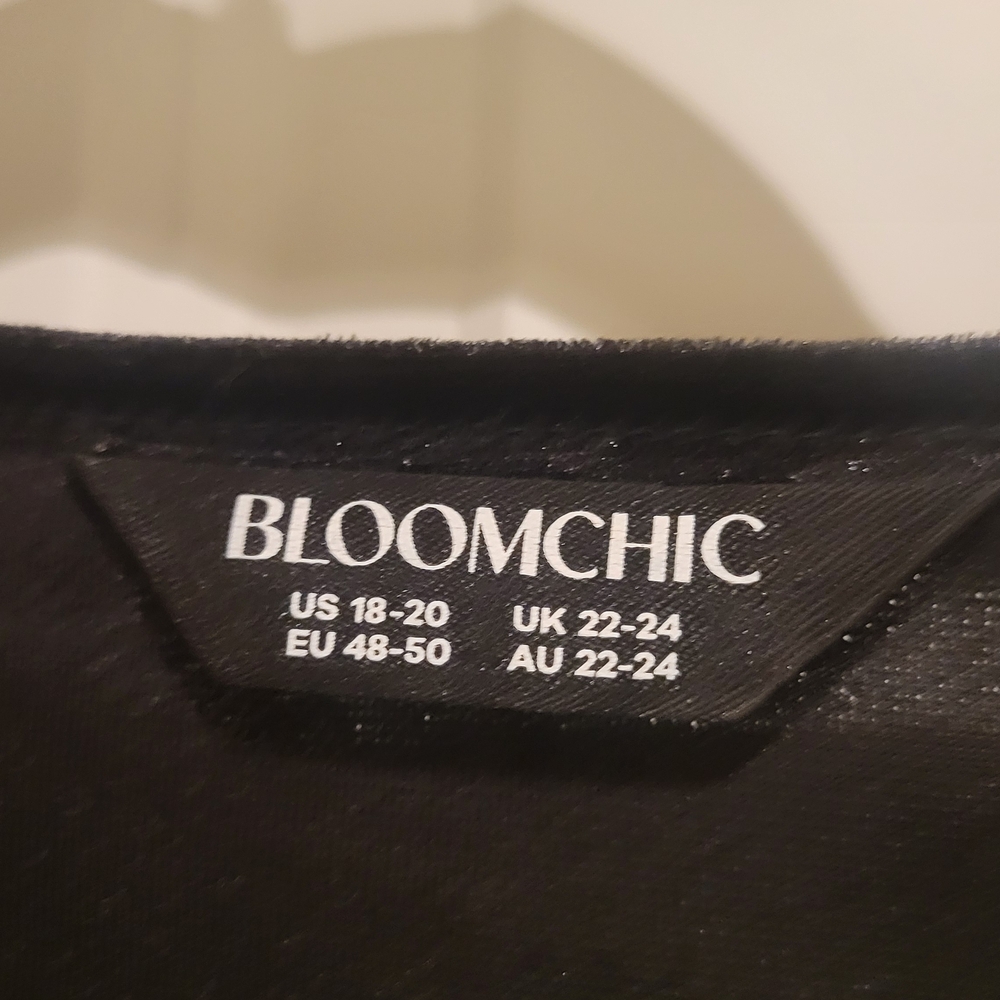 BLOOMCHIC
US 18-20 UK 22-24
EU 48-50 AU 22-24